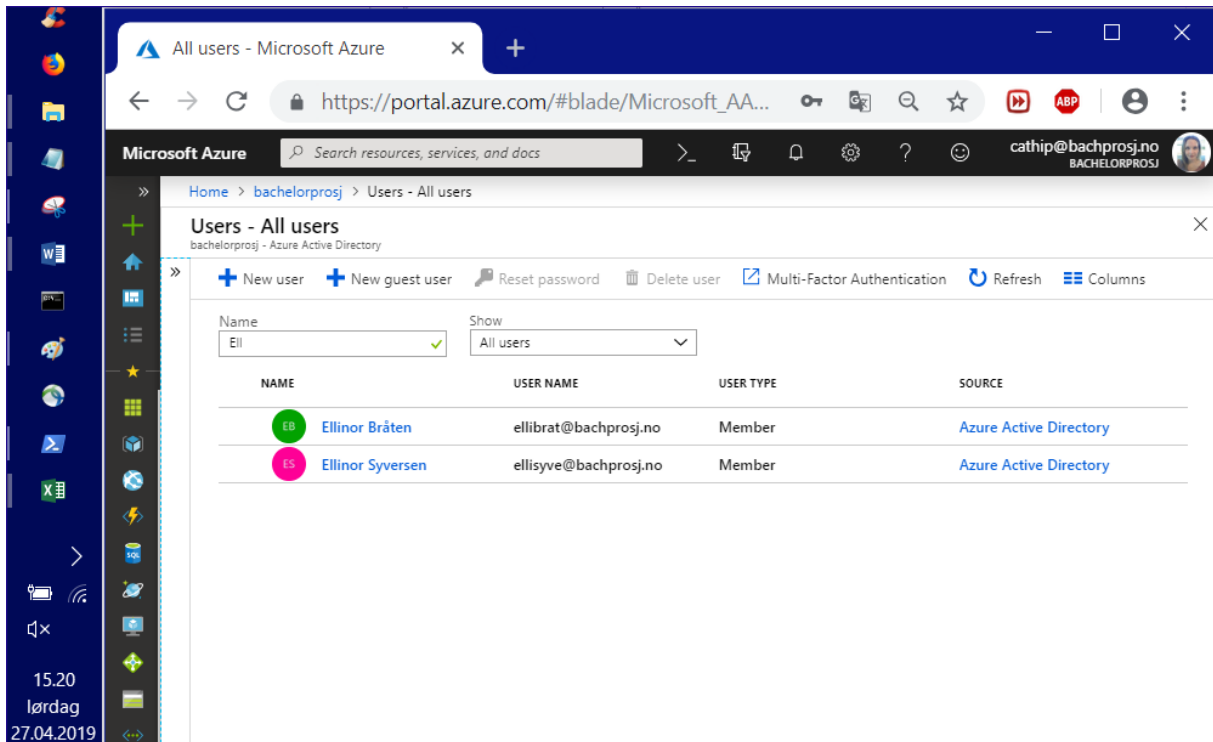 All users - Microsoft Azure
https://portal.azure.com/#blade/Microsoft_AA...
ABP
Microsoft Azure
Search resources, services, and docs
cathip@bachprosj.no
BACHELORPROSJ
Home > bachelorprosj > Users - All users
Users - All users
bachelorprosj - Azure Active Directory
New user New guest user Reset password Delete user Multi-Factor Authentication Refresh Columns
Name Show
Ell All users
NAME USER NAME USER TYPE SOURCE
EB Ellinor Bråten ellibrat@bachprosj.no Member Azure Active Directory
ES Ellinor Syversen ellisyve@bachprosj.no Member Azure Active Directory
SQL
15.20
lørdag
27.04.2019